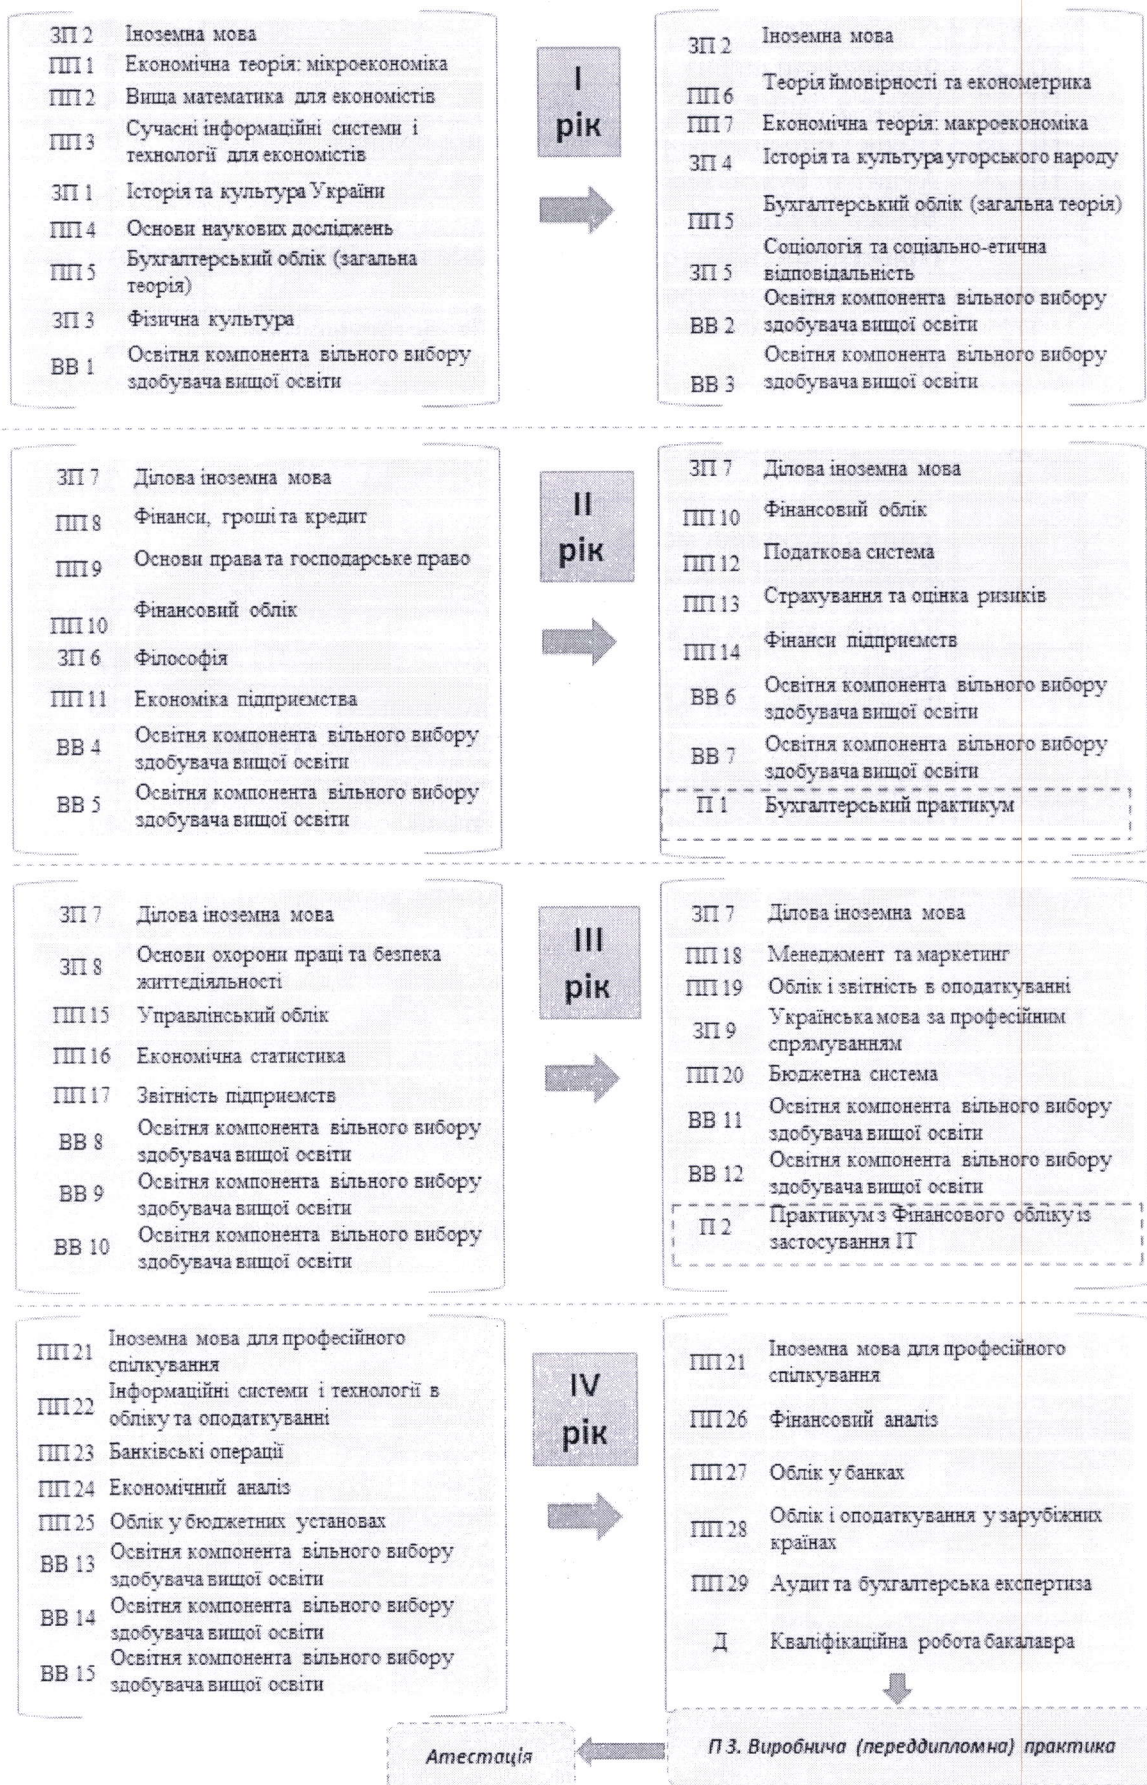 ЗП 2 Іноземна мова
ПП 1 Економічна теорія: мікроекономіка
ПП 2 Вища математика для економістів
ПП 3 Сучасні інформаційні системи і
технології для економістів
ЗП 1 Історія та культура України
ПП 4 Основи наукових досліджень
ПП 5 Бухгалтерський облік (загальна
теорія)
ЗП 3 Фізична культура
ВВ 1 Освітня компонента вільного вибору
здобувача вищої освіти
І
рік
ЗП 2 Іноземна мова
ПП 6 Теорія ймовірності та економетрика
ПП 7 Економічна теорія: макроекономіка
ЗП 4 Історія та культура угорського народу
ПП 5 Бухгалтерський облік (загальна теорія)
ЗП 5 Соціологія та соціально-етична
відповідальність
ВВ 2 Освітня компонента вільного вибору
здобувача вищої освіти
ВВ 3 Освітня компонента вільного вибору
здобувача вищої освіти
ЗП 7 Ділова іноземна мова
ПП 8 Фінанси, гроші та кредит
ПП 9 Основи права та господарське право
ПП 10 Фінансовий облік
ЗП 6 Філософія
ПП 11 Економіка підприємства
ВВ 4 Освітня компонента вільного вибору
здобувача вищої освіти
ВВ 5 Освітня компонента вільного вибору
здобувача вищої освіти
ІІ
рік
ЗП 7 Ділова іноземна мова
ПП 10 Фінансовий облік
ПП 12 Податкова система
ПП 13 Страхування та оцінка ризиків
ПП 14 Фінанси підприємств
ВВ 6 Освітня компонента вільного вибору
здобувача вищої освіти
ВВ 7 Освітня компонента вільного вибору
здобувача вищої освіти
П 1 Бухгалтерський практикум
ЗП 7 Ділова іноземна мова
ЗП 8 Основи охорони праці та безпека
життєдіяльності
ПП 15 Управлінський облік
ПП 16 Економічна статистика
ПП 17 Звітність підприємств
ВВ 8 Освітня компонента вільного вибору
здобувача вищої освіти
ВВ 9 Освітня компонента вільного вибору
здобувача вищої освіти
ВВ 10 Освітня компонента вільного вибору
здобувача вищої освіти
ІІІ
рік
ЗП 7 Ділова іноземна мова
ПП 18 Менеджмент та маркетинг
ПП 19 Облік і звітність в оподаткуванні
ЗП 9 Українська мова за професійним
спрямуванням
ПП 20 Бюджетна система
ВВ 11 Освітня компонента вільного вибору
здобувача вищої освіти
ВВ 12 Освітня компонента вільного вибору
здобувача вищої освіти
П 2 Практикум з Фінансового обліку із
застосування ІТ
ПП 21 Іноземна мова для професійного
спілкування
ПП 22 Інформаційні системи і технології в
обліку та оподаткуванні
ПП 23 Банківські операції
ПП 24 Економічний аналіз
ПП 25 Облік у бюджетних установах
ВВ 13 Освітня компонента вільного вибору
здобувача вищої освіти
ВВ 14 Освітня компонента вільного вибору
здобувача вищої освіти
ВВ 15 Освітня компонента вільного вибору
здобувача вищої освіти
IV
рік
ПП 21 Іноземна мова для професійного
спілкування
ПП 26 Фінансовий аналіз
ПП 27 Облік у банках
ПП 28 Облік і оподаткування у зарубіжних
країнах
ПП 29 Аудит та бухгалтерська експертиза
Д Кваліфікаційна робота бакалавра
П 3. Виробнича (переддипломна) практика
Атестація